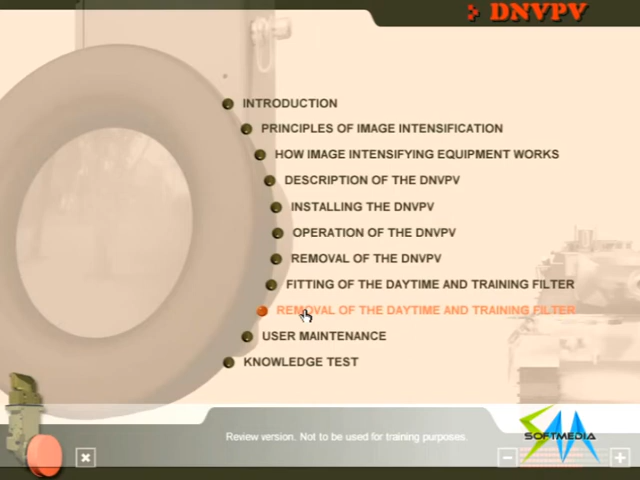 DNVPV
INTRODUCTION
PRINCIPLES OF IMAGE INTENSIFICATION
HOW IMAGE INTENSIFYING EQUIPMENT WORKS
DESCRIPTION OF THE DNVPV
INSTALLING THE DNVPV
OPERATION OF THE DNVPV
REMOVAL OF THE DNVPV
FITTING OF THE DAYTIME AND TRAINING FILTER
REMOVAL OF THE DAYTIME AND TRAINING FILTER
USER MAINTENANCE
KNOWLEDGE TEST
Review version. Not to be used for training purposes.
SOFTMEDIA